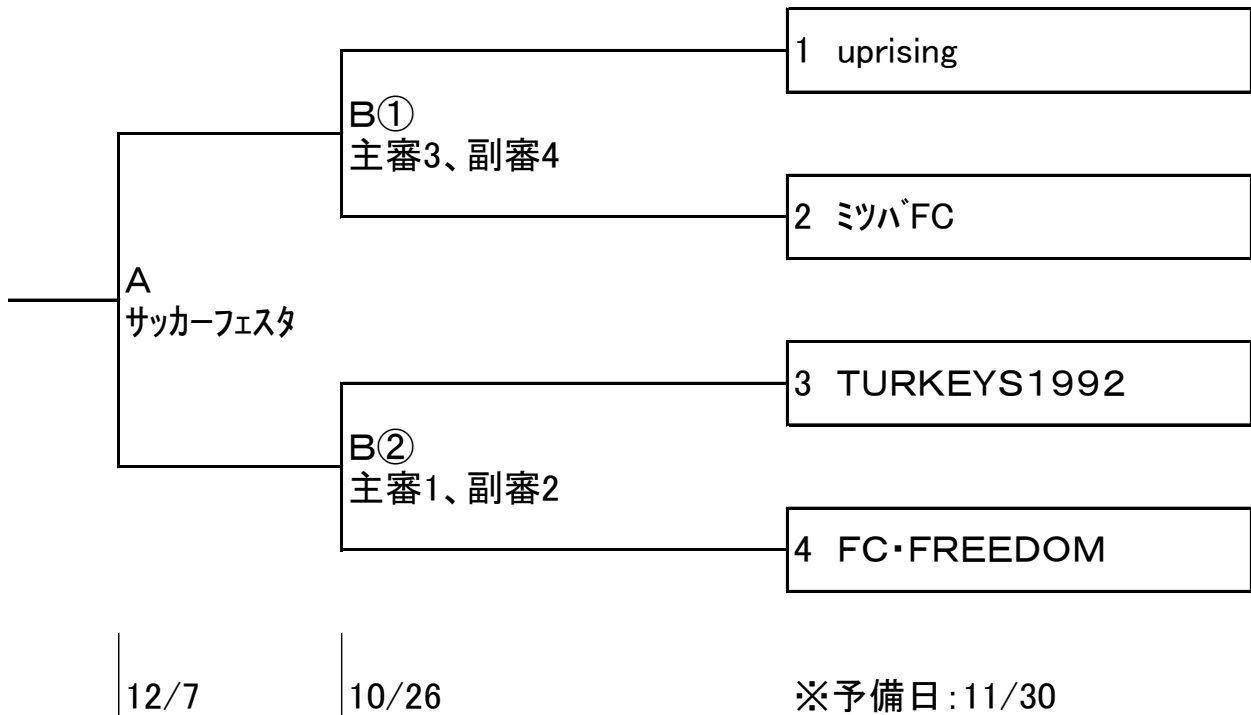 1 uprising
B①
主審3、副審4
2 ﾐﾂﾊﾞFC
A
サッカーフェスタ
3 ＴＵＲＫＥＹＳ１９９２
B②
主審1、副審2
4 ＦＣ・ＦＲＥＥＤＯＭ
12/7
10/26
※予備日:11/30